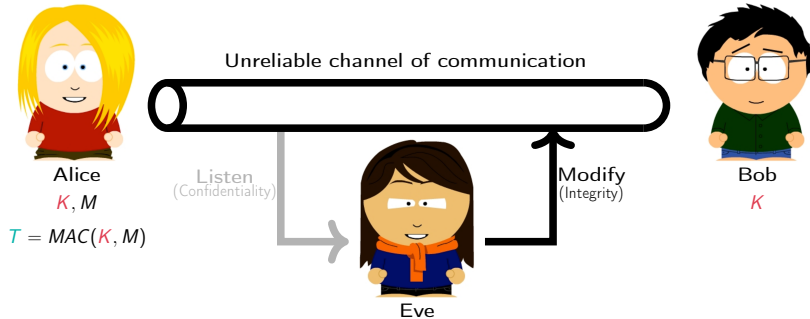 Unreliable channel of communication
Alice
K, M
T = MAC(K, M)
Listen
(Confidentiality)
Modify
(Integrity)
Eve
Bob
K